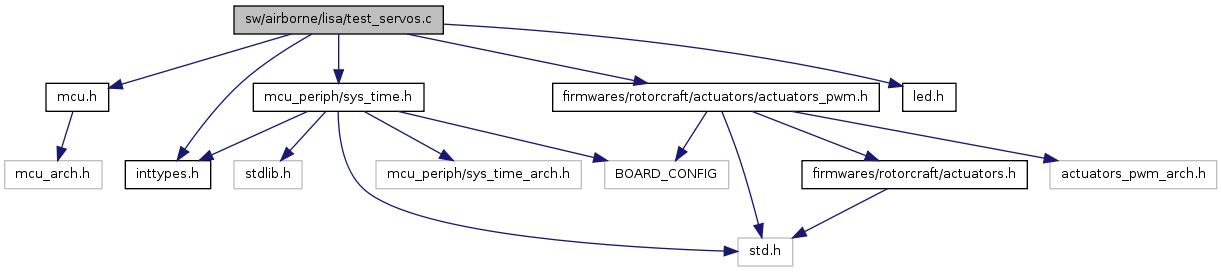 sw/airborne/lisa/test_servos.c
mcu.h
mcu_periph/sys_time.h
firmwares/rotorcraft/actuators/actuators_pwm.h
led.h
mcu_arch.h
inttypes.h
stdlib.h
mcu_periph/sys_time_arch.h
BOARD_CONFIG
firmwares/rotorcraft/actuators.h
actuators_pwm_arch.h
std.h